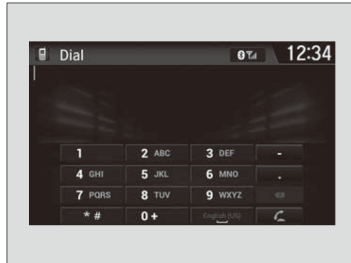 Dial 12:34
1 2 ABC 3 DEF -
4 GHI 5 JKL 6 MNO .
7 PQRS 8 TUV 9 WXYZ
* # 0 + English (US)